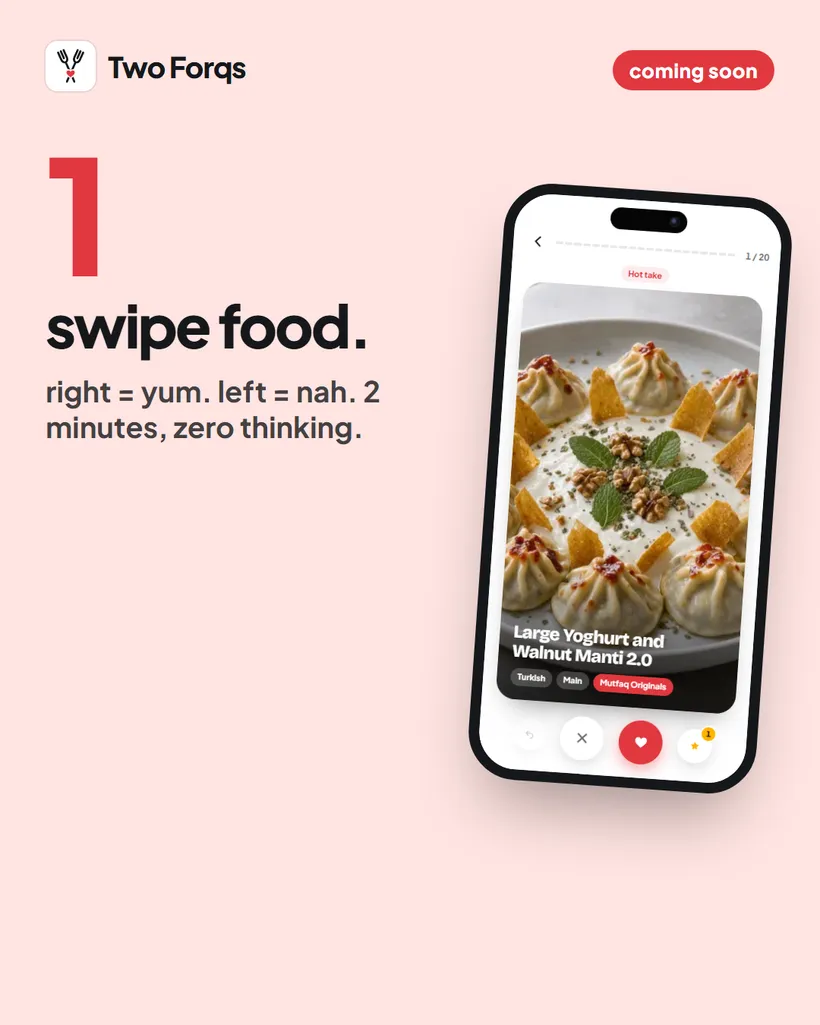 Two Forqs
coming soon
1
swipe food.
right = yum. left = nah. 2
minutes, zero thinking.
1 / 20
Hot take
Large Yoghurt and
Walnut Manti 2.0
Turkish
Main
Mutfaq Originals
1